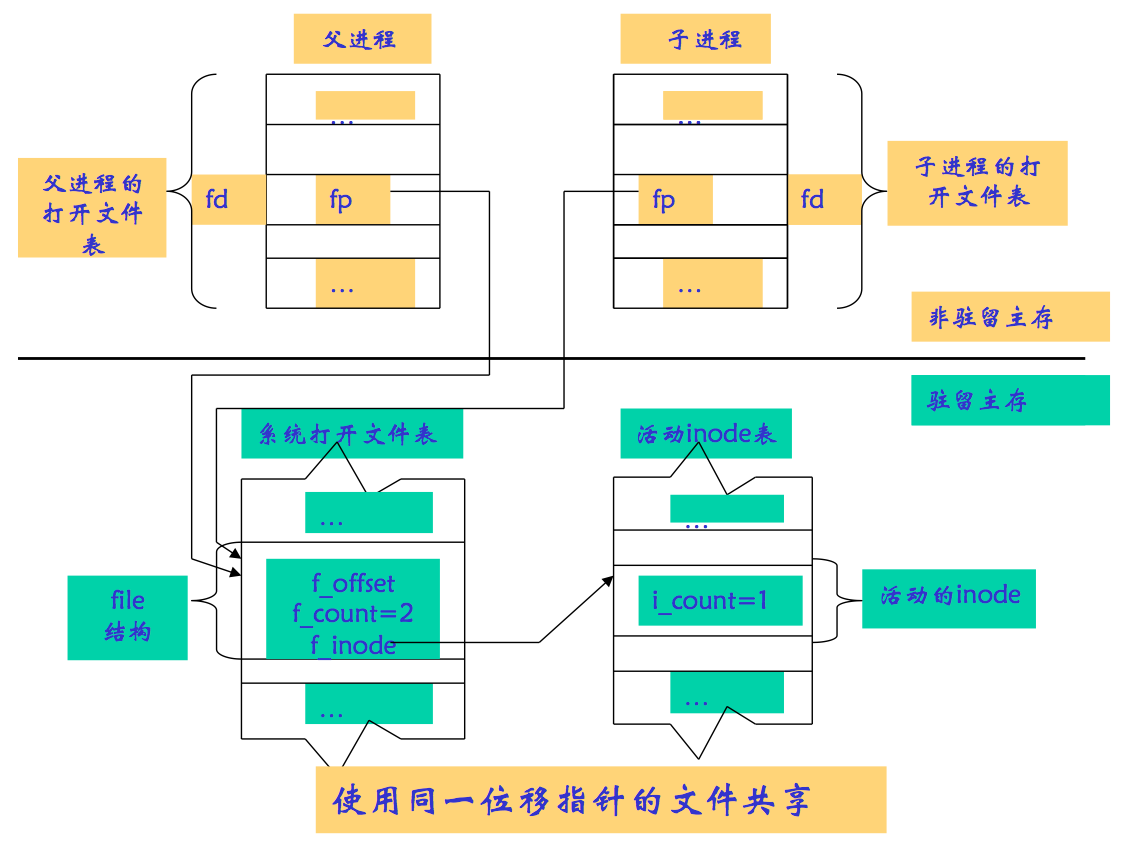 父进程
子进程
...
...
父进程的
打开文件
表
fd
fp
fp
fd
子进程的打
开文件表
...
...
非驻留主存
驻留主存
系统打开文件表
活动inode表
...
...
file
结构
f_offset
f_count=2
f_inode
i_count=1
活动的inode
...
...
使用同一位移指针的文件共享